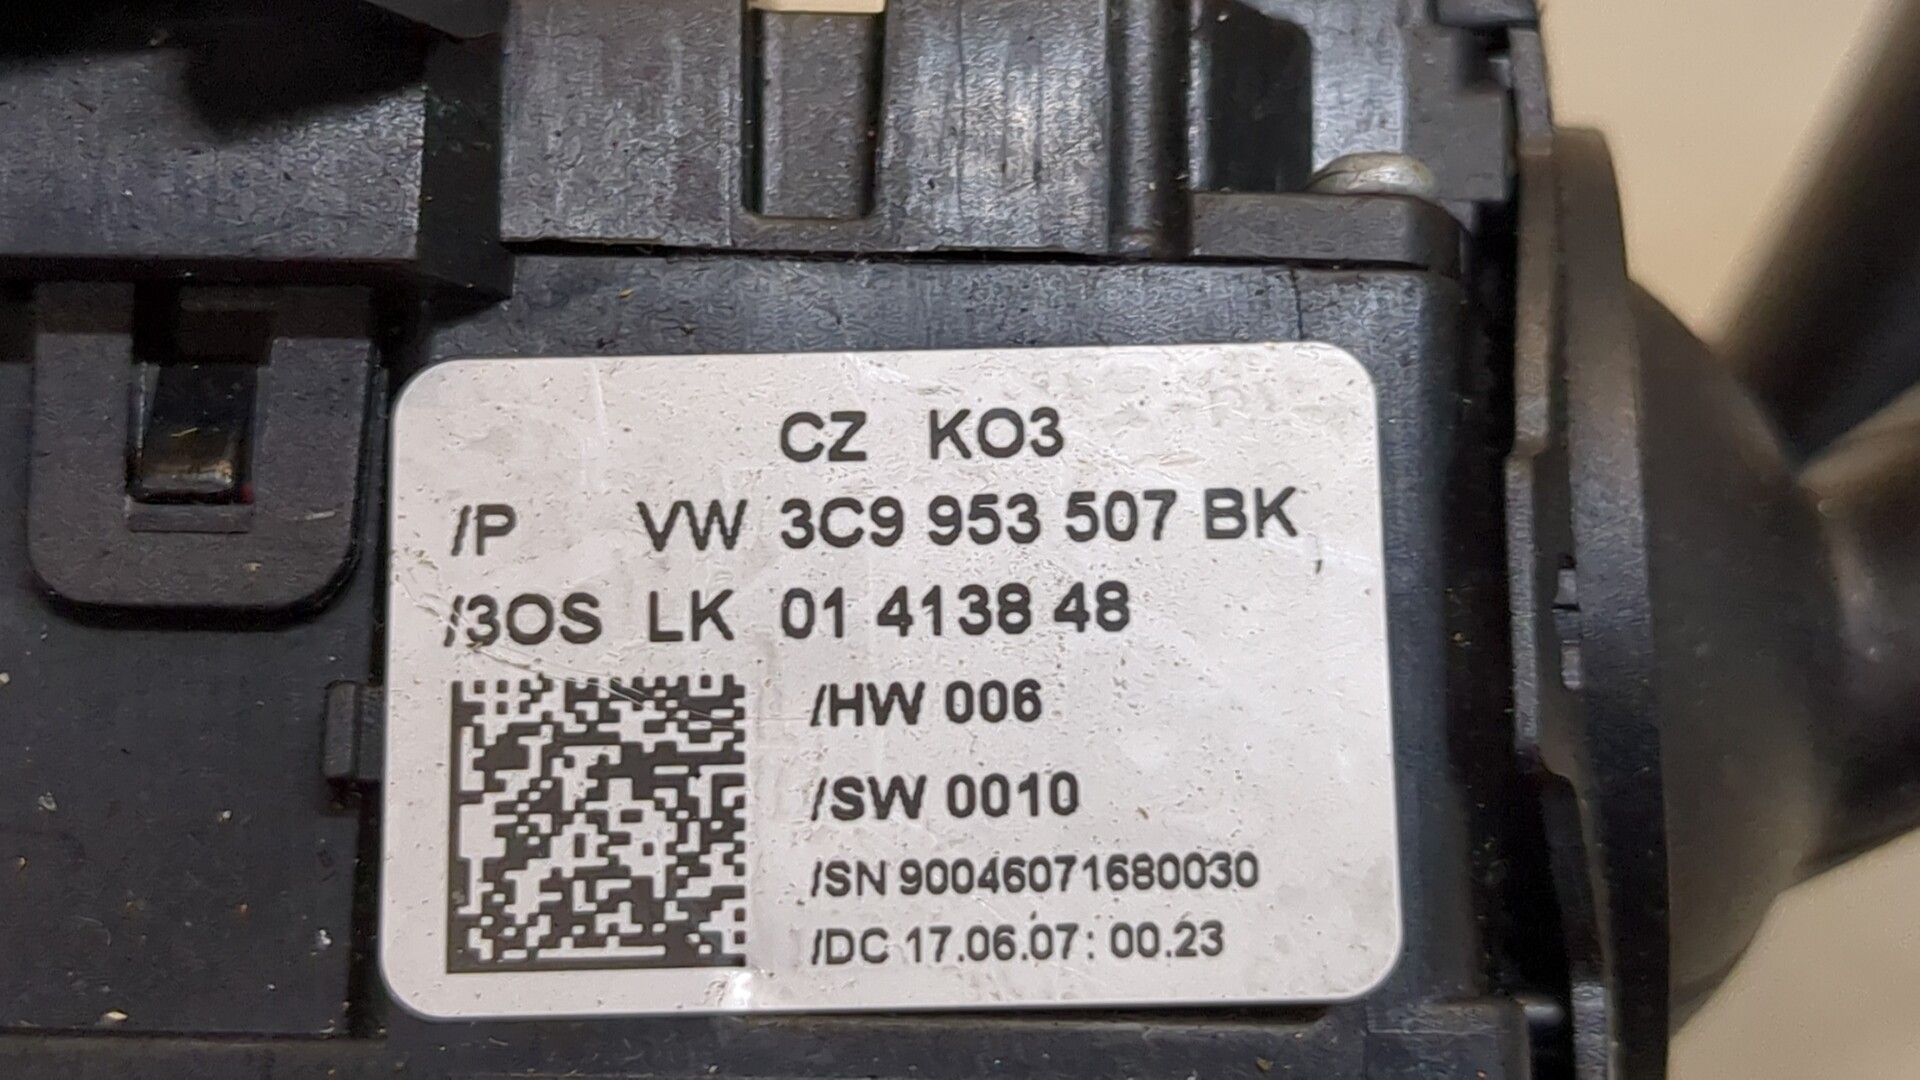 CZ KO3
/P VW 3C9 953 507 BK
/3OS LK 01 4138 48
/HW 006
/SW 0010
/SN 90046071680030
/DC 17.06.07: 00.23